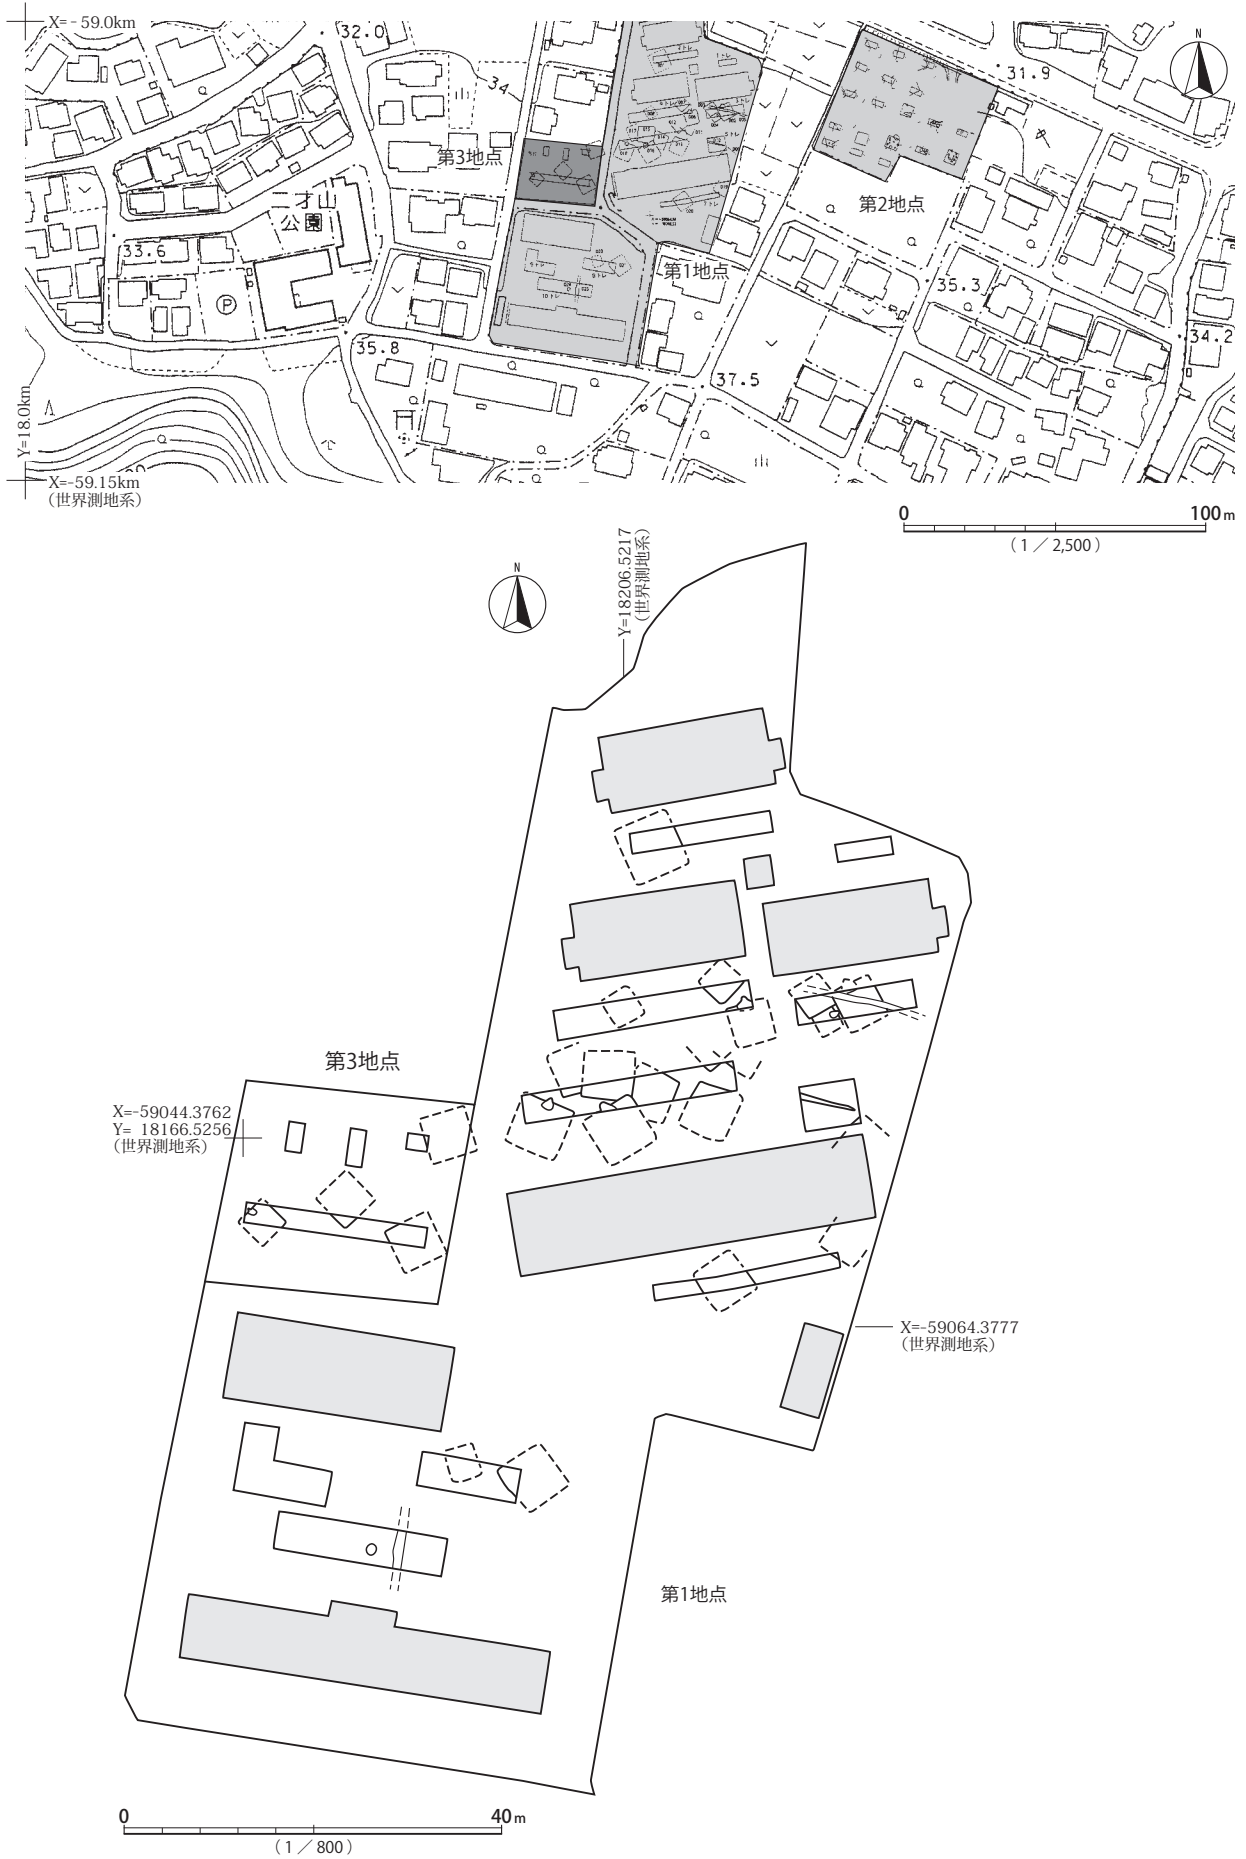 X=-59.0km
32.0
34
第3地点
N
31.9
第2地点
一才山
公園
33.6
P
第1地点
35.3
34.2
35.8
37.5
Y=18.0km
X=-59.15km
(世界測地系)
0
100m
(1／2,500)
N
Y=18206.5217
(世界測地系)
第3地点
X=-59044.3762
Y= 18166.5256
(世界測地系)
X=-59064.3777
(世界測地系)
第1地点
0
40m
(1／800)